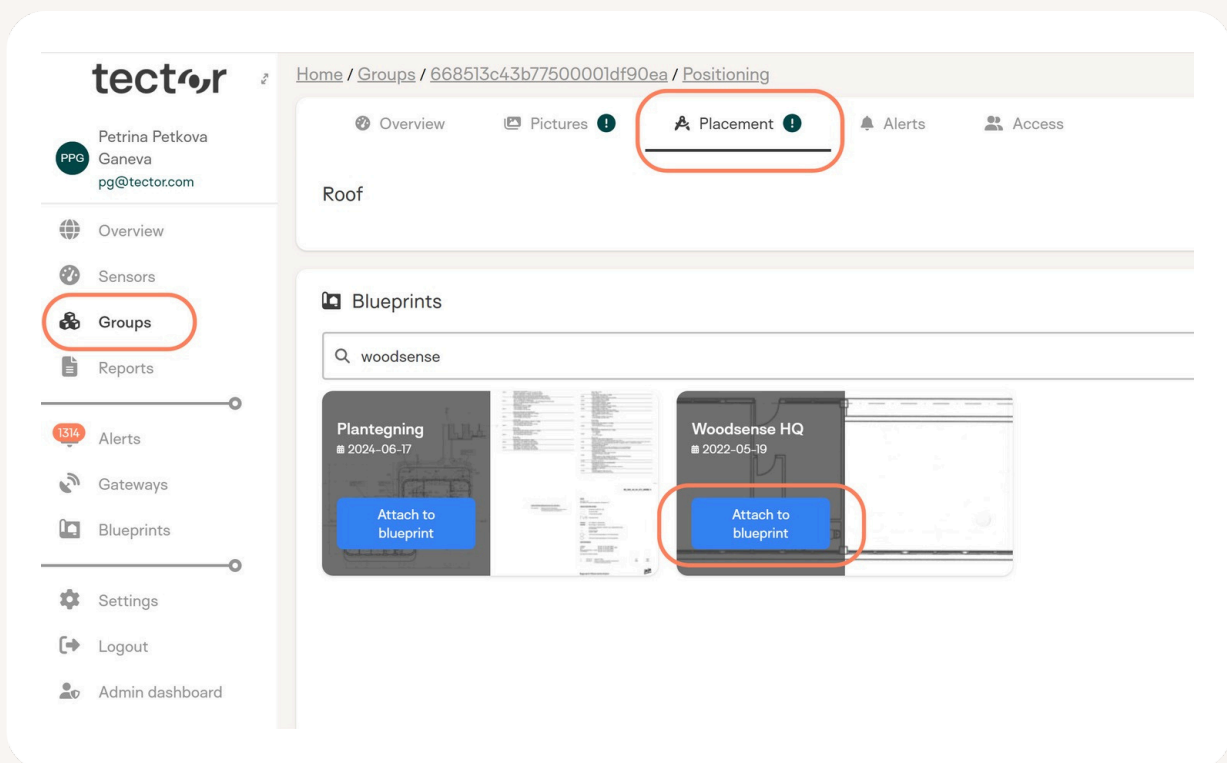 tector
Home / Groups / 668513c43b77500001df90ea / Positioning
PPG
Petrina Petkova
Ganeva
pg@tector.com
Overview
Sensors
Groups
Reports
1314
Alerts
Gateways
Blueprints
Settings
Logout
Admin dashboard
Overview
Pictures !
Placement !
Alerts
Access
Roof
Blueprints
woodsense
Plantegning
2024-06-17
Attach to
blueprint
Woodsense HQ
2022-05-19
Attach to
blueprint